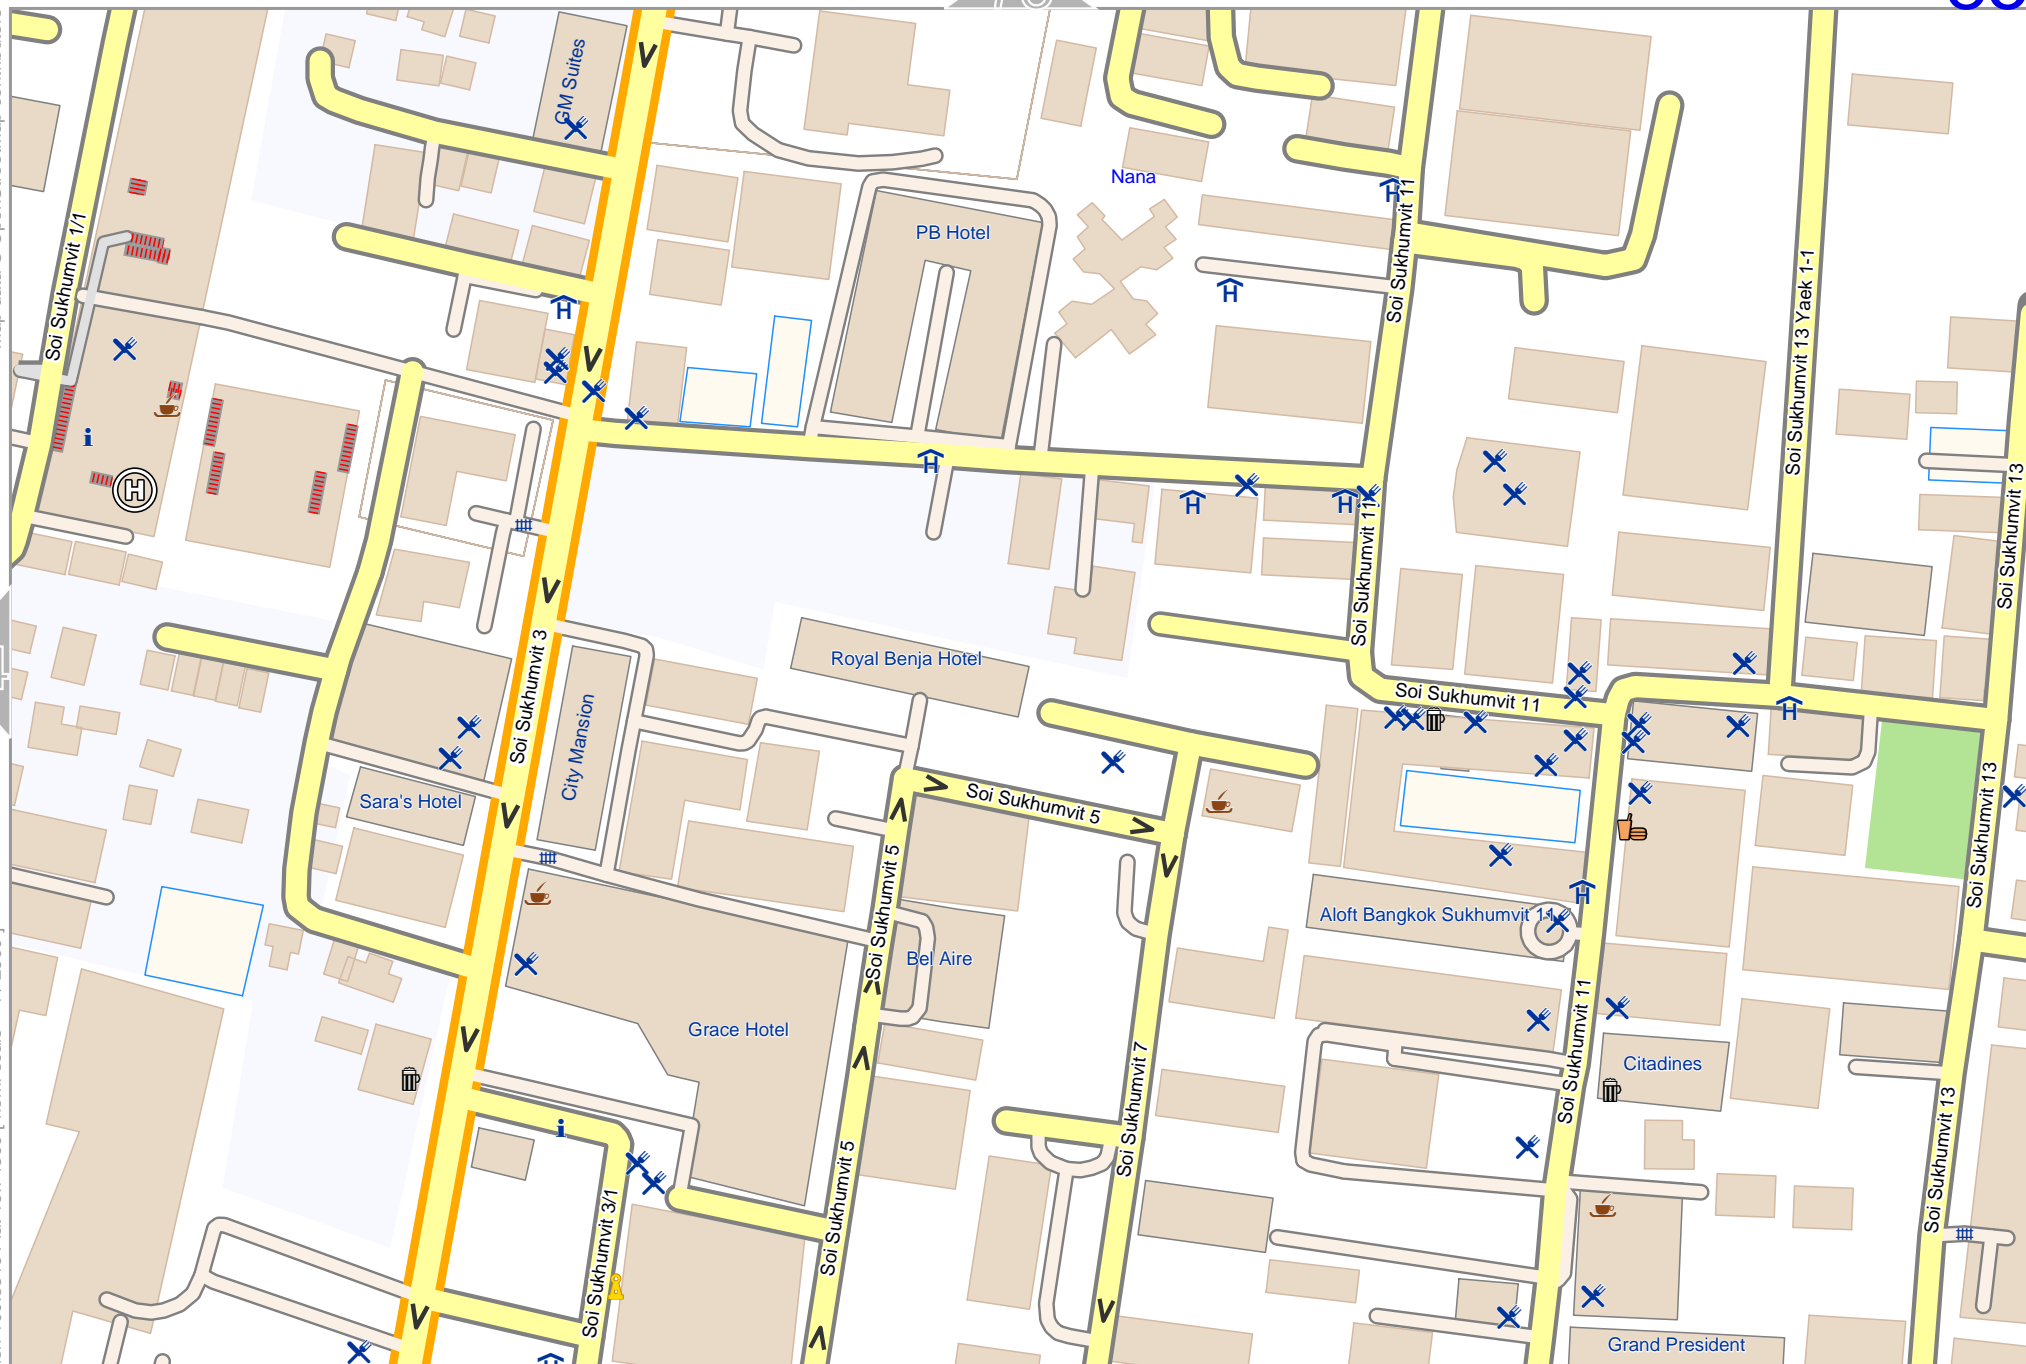 GM Suites
Nana
Soi Sukhumvit 11
Soi Sukhumvit 1/1
PB Hotel
Soi Sukhumvit 11
Soi Sukhumvit 13 Yaek 1-1
Soi Sukhumvit 13
Soi Sukhumvit 11
H
Soi Sukhumvit 3
Royal Benja Hotel
Soi Sukhumvit 11
City Mansion
Sara's Hotel
Soi Sukhumvit 5
Soi Sukhumvit 13
Soi Sukhumvit 5
Aloft Bangkok Sukhumvit 11
Bel Aire
Grace Hotel
Soi Sukhumvit 7
Soi Sukhumvit 11
Citadines
Soi Sukhumvit 13
Soi Sukhumvit 5
Soi Sukhumvit 3/1
Grand President